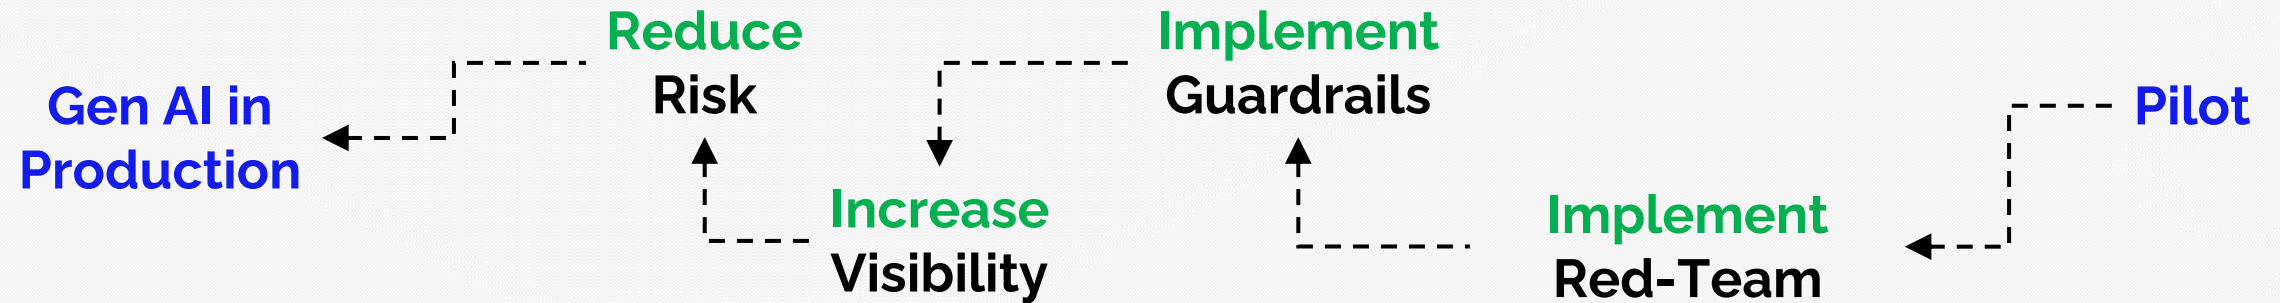 Gen AI in
Production
Reduce
Risk
Increase
Visibility
Implement
Guardrails
Implement
Red-Team
Pilot